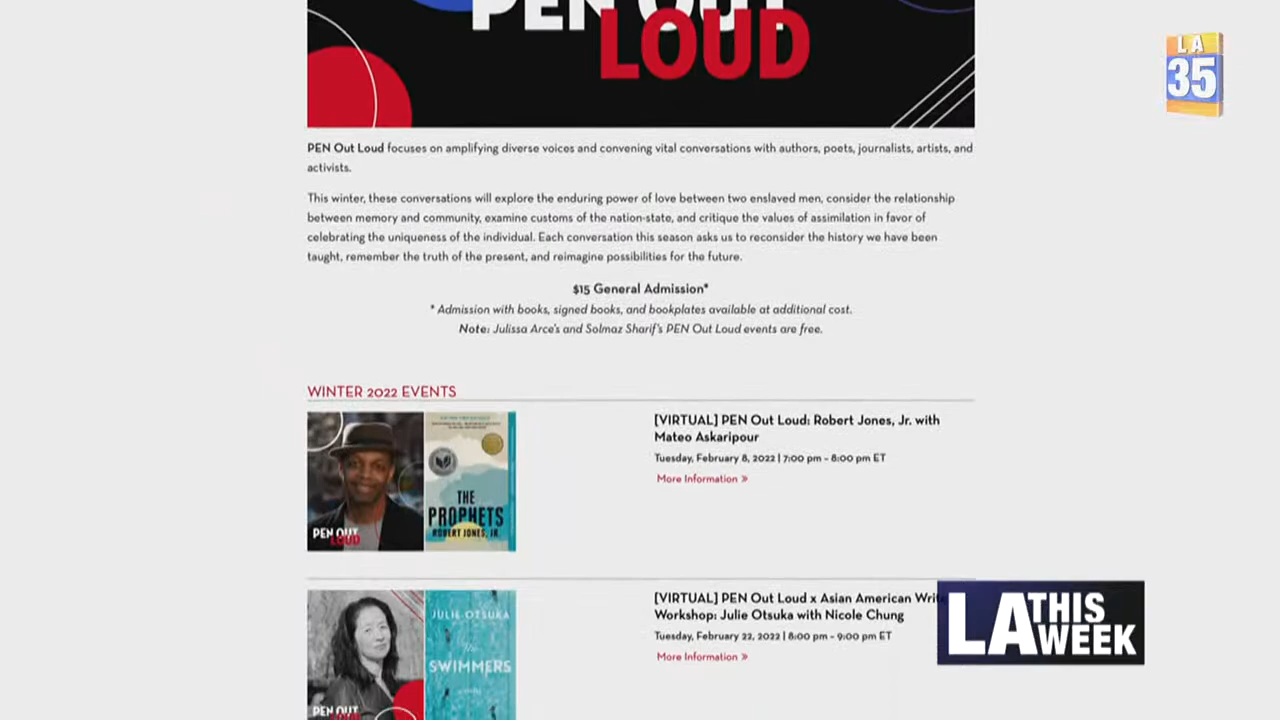 PEN OUT
LOUD
LA
35
PEN Out Loud focuses on amplifying diverse voices and convening vital conversations with authors, poets, journalists, artists, and
activists.
This winter, these conversations will explore the enduring power of love between two enslaved men, consider the relationship
between memory and community, examine customs of the nation-state, and critique the values of assimilation in favor of
celebrating the uniqueness of the individual. Each conversation this season asks us to reconsider the history we have been
taught, remember the truth of the present, and reimagine possibilities for the future.
$15 General Admission*
* Admission with books, signed books, and bookplates available at additional cost.
Note: Julissa Arce's and Solmaz Sharif's PEN Out Loud events are free.
WINTER 2022 EVENTS
PEN OUT
LOUD
THE
PROPHETS
ROBERT JONES, JR.
[VIRTUAL] PEN Out Loud: Robert Jones, Jr. with
Mateo Askaripour
Tuesday, February 8, 2022 | 7:00 pm - 8:00 pm ET
More Information »
PEN OUT
LOUD
JULIE OTSUKA
The
SWIMMERS
[VIRTUAL] PEN Out Loud x Asian American Write
Workshop: Julie Otsuka with Nicole Chung
Tuesday, February 22, 2022 | 8:00 pm - 9:00 pm ET
More Information »
LA THIS
WEEK